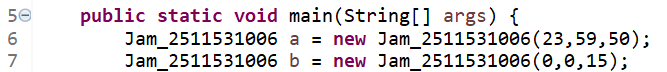 5 public static void main(String[] args) {
6 Jam_2511531006 a = new Jam_2511531006(23,59,50);
7 Jam_2511531006 b = new Jam_2511531006(0,0,15);